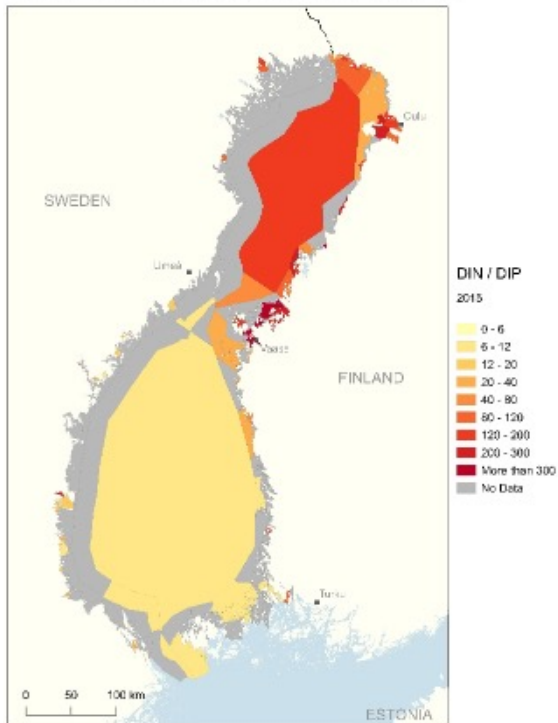 Oulu
SWEDEN
Umeå
Vaasa
FINLAND
Turku
ESTONIA
0 50 100 km
DIN / DIP
2015
0 - 6
6 - 12
12 - 20
20 - 40
40 - 80
80 - 120
120 - 200
200 - 300
More than 300
No Data